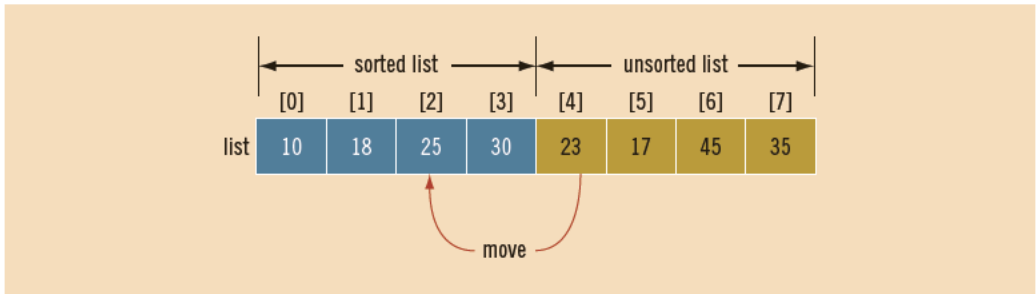 sorted list unsorted list
[0] [1] [2] [3] [4] [5] [6] [7]
list 10 18 25 30 23 17 45 35
move